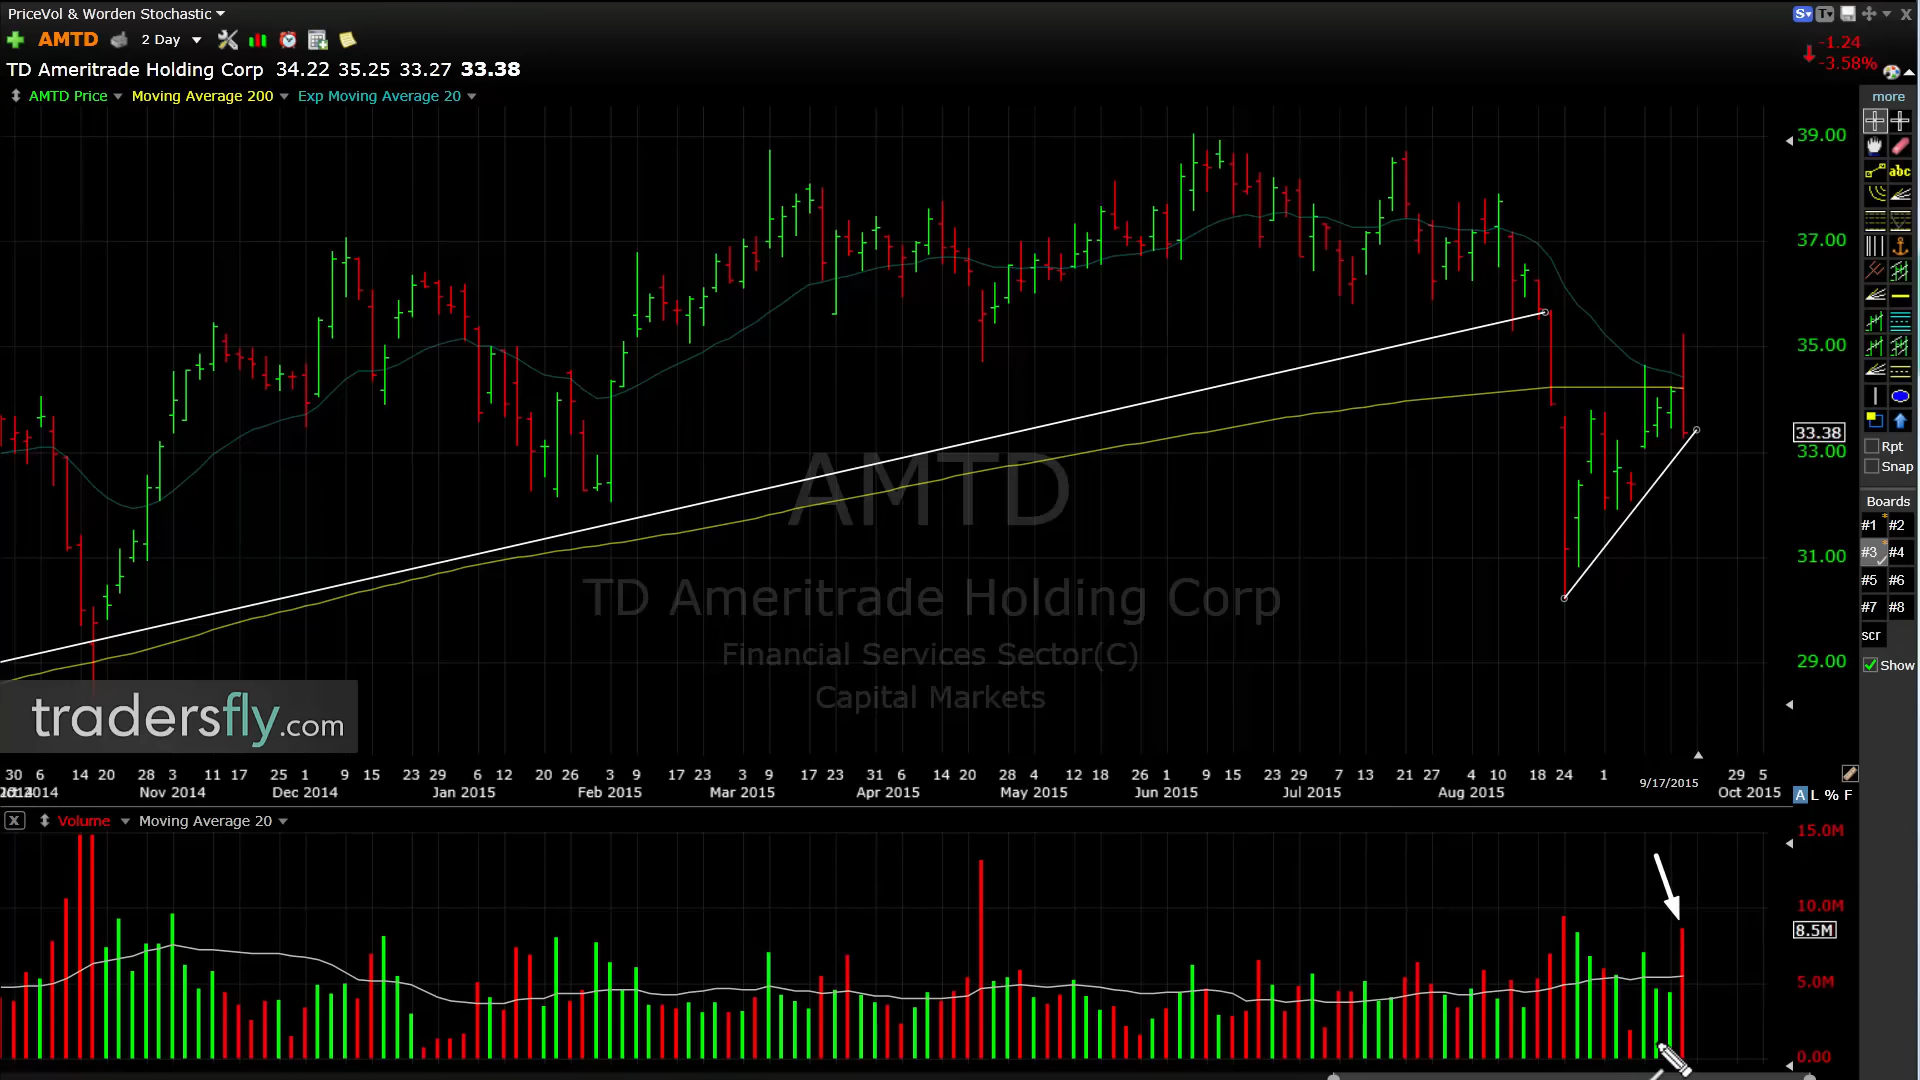 PriceVol & Worden Stochastic
AMTD 2 Day
TD Ameritrade Holding Corp 34.22 35.25 33.27 33.38
-1.24
-3.58%
AMTD Price Moving Average 200 Exp Moving Average 20
more
39.00
37.00
35.00
33.38
33.00
31.00
29.00
abc
Rpt
Snap
Boards
#1 #2
#3 #4
#5 #6
#7 #8
scr
Show
AMTD
TD Ameritrade Holding Corp
Financial Services Sector(C)
Capital Markets
tradersfly.com
30 6 14 20 28 3 11 17 25 1 9 15 23 29 6 12 20 26 3 9 17 23 3 9 17 23 31 6 14 20 28 4 12 18 26 1 9 15 23 29 7 13 21 27 4 10 18 24 1 9/17/2015 29 5
2014 Nov 2014 Dec 2014 Jan 2015 Feb 2015 Mar 2015 Apr 2015 May 2015 Jun 2015 Jul 2015 Aug 2015 Oct 2015
A L % F
X Volume Moving Average 20
15.0M
10.0M
8.5M
5.0M
0.00